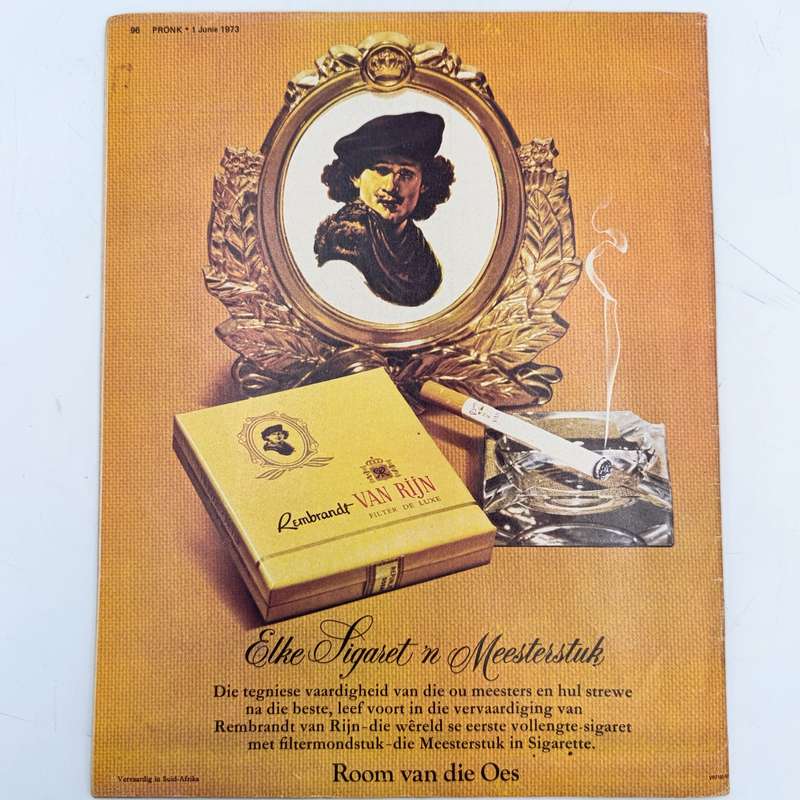 96 PRONK • 1 Junie 1973
Rembrandt VAN RIJN
FILTER DE LUXE
Elke Sigaret 'n Meesterstuk
Die tegniese vaardigheid van die ou meesters en hul strewe
na die beste, leef voort in die vervaardiging van
Rembrandt van Rijn-die wêreld se eerste vollengte-sigaret
met filtermondstuk-die Meesterstuk in Sigarette.
Room van die Oes
Vervaardig in Suid-Afrika